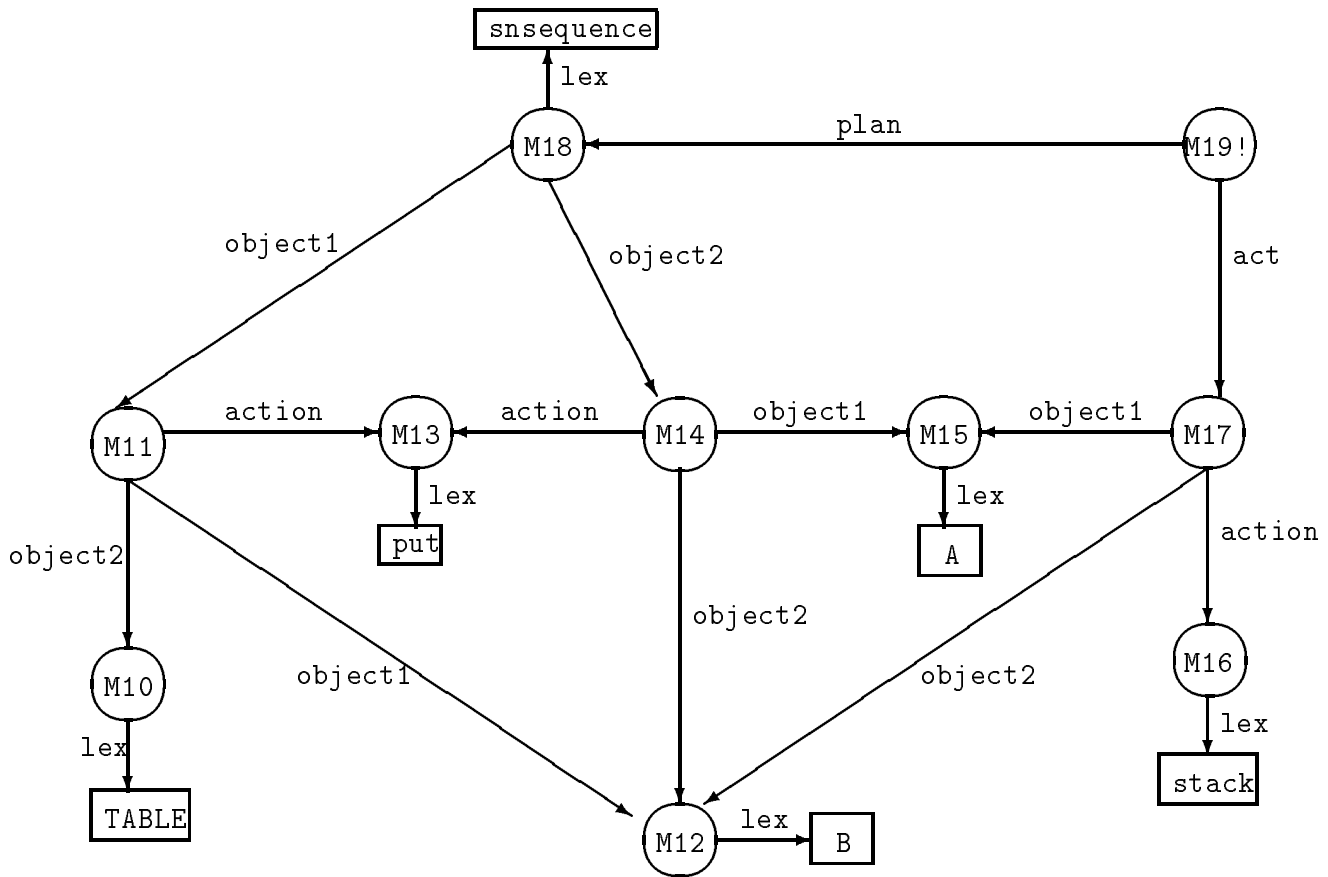 snsequence
lex
plan
M18
M19!
object1
object2
act
action
action
object1
object1
M11
M13
M14
M15
M17
lex
lex
put
A
object2
action
object2
object1
object2
M10
M16
lex
lex
TABLE
stack
lex
M12
B